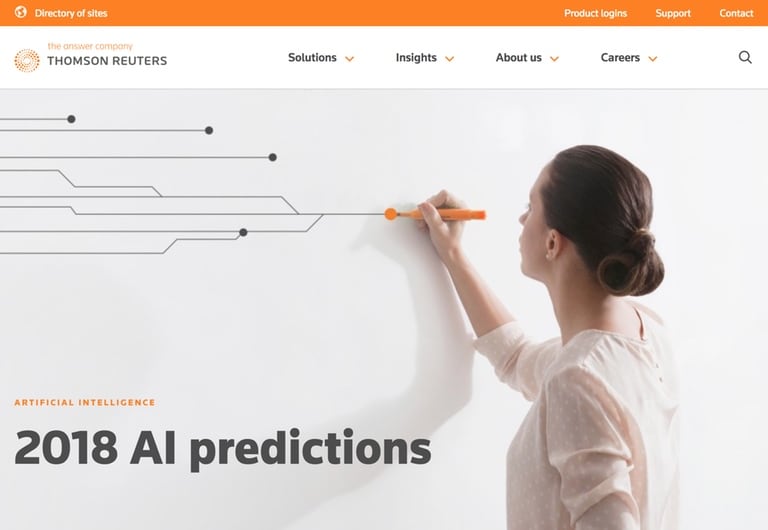 Directory of sites
Product logins
Support
Contact
the answer company
THOMSON REUTERS
Solutions
Insights
About us
Careers
ARTIFICIAL INTELLIGENCE
2018 AI predictions